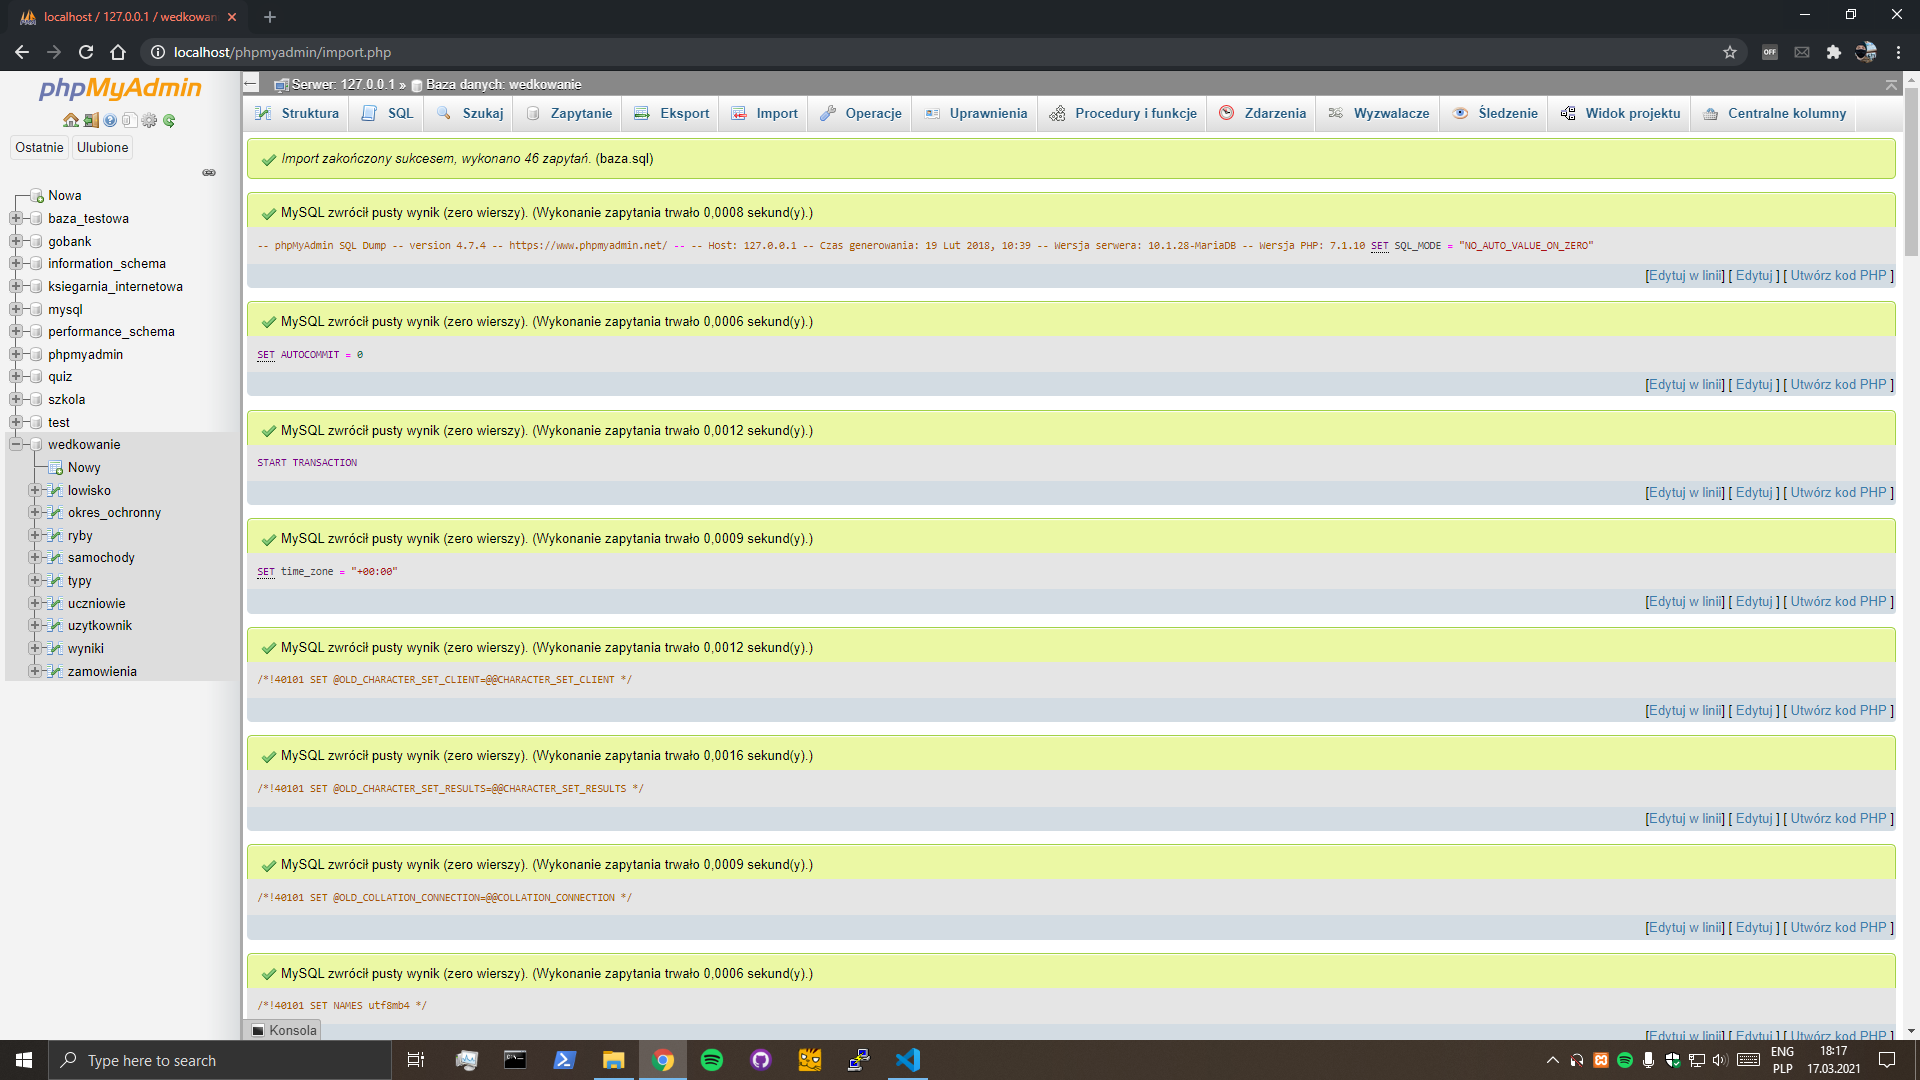 localhost / 127.0.0.1 / wedkowan
localhost/phpmyadmin/import.php
OFF
phpMyAdmin
Ostatnie
Ulubione
Nowa
baza_testowa
gobank
information_schema
ksiegarnia_internetowa
mysql
performance_schema
phpmyadmin
quiz
szkola
test
wedkowanie
Nowy
lowisko
okres_ochronny
ryby
samochody
typy
uczniowie
uzytkownik
wyniki
zamowienia
Serwer: 127.0.0.1 » Baza danych: wedkowanie
Struktura SQL Szukaj Zapytanie Eksport Import Operacje Uprawnienia Procedury i funkcje Zdarzenia Wyzwalacze Śledzenie Widok projektu Centralne kolumny
Import zakończony sukcesem, wykonano 46 zapytań. (baza.sql)
MySQL zwrócił pusty wynik (zero wierszy). (Wykonanie zapytania trwało 0,0008 sekund(y).)
-- phpMyAdmin SQL Dump -- version 4.7.4 -- https://www.phpmyadmin.net/ -- -- Host: 127.0.0.1 -- Czas generowania: 19 Lut 2018, 10:39 -- Wersja serwera: 10.1.28-MariaDB -- Wersja PHP: 7.1.10 SET SQL_MODE = "NO_AUTO_VALUE_ON_ZERO"
[Edytuj w linii] [ Edytuj ] [ Utwórz kod PHP ]
MySQL zwrócił pusty wynik (zero wierszy). (Wykonanie zapytania trwało 0,0006 sekund(y).)
SET AUTOCOMMIT = 0
[Edytuj w linii] [ Edytuj ] [ Utwórz kod PHP ]
MySQL zwrócił pusty wynik (zero wierszy). (Wykonanie zapytania trwało 0,0012 sekund(y).)
START TRANSACTION
[Edytuj w linii] [ Edytuj ] [ Utwórz kod PHP ]
MySQL zwrócił pusty wynik (zero wierszy). (Wykonanie zapytania trwało 0,0009 sekund(y).)
SET time_zone = "+00:00"
[Edytuj w linii] [ Edytuj ] [ Utwórz kod PHP ]
MySQL zwrócił pusty wynik (zero wierszy). (Wykonanie zapytania trwało 0,0012 sekund(y).)
/*!40101 SET @OLD_CHARACTER_SET_CLIENT=@@CHARACTER_SET_CLIENT */
[Edytuj w linii] [ Edytuj ] [ Utwórz kod PHP ]
MySQL zwrócił pusty wynik (zero wierszy). (Wykonanie zapytania trwało 0,0016 sekund(y).)
/*!40101 SET @OLD_CHARACTER_SET_RESULTS=@@CHARACTER_SET_RESULTS */
[Edytuj w linii] [ Edytuj ] [ Utwórz kod PHP ]
MySQL zwrócił pusty wynik (zero wierszy). (Wykonanie zapytania trwało 0,0009 sekund(y).)
/*!40101 SET @OLD_COLLATION_CONNECTION=@@COLLATION_CONNECTION */
[Edytuj w linii] [ Edytuj ] [ Utwórz kod PHP ]
MySQL zwrócił pusty wynik (zero wierszy). (Wykonanie zapytania trwało 0,0006 sekund(y).)
/*!40101 SET NAMES utf8mb4 */
[Edytuj w linii] [ Edytuj ] [ Utwórz kod PHP ]
Konsola
Type here to search
ENG
PLP
18:17
17.03.2021